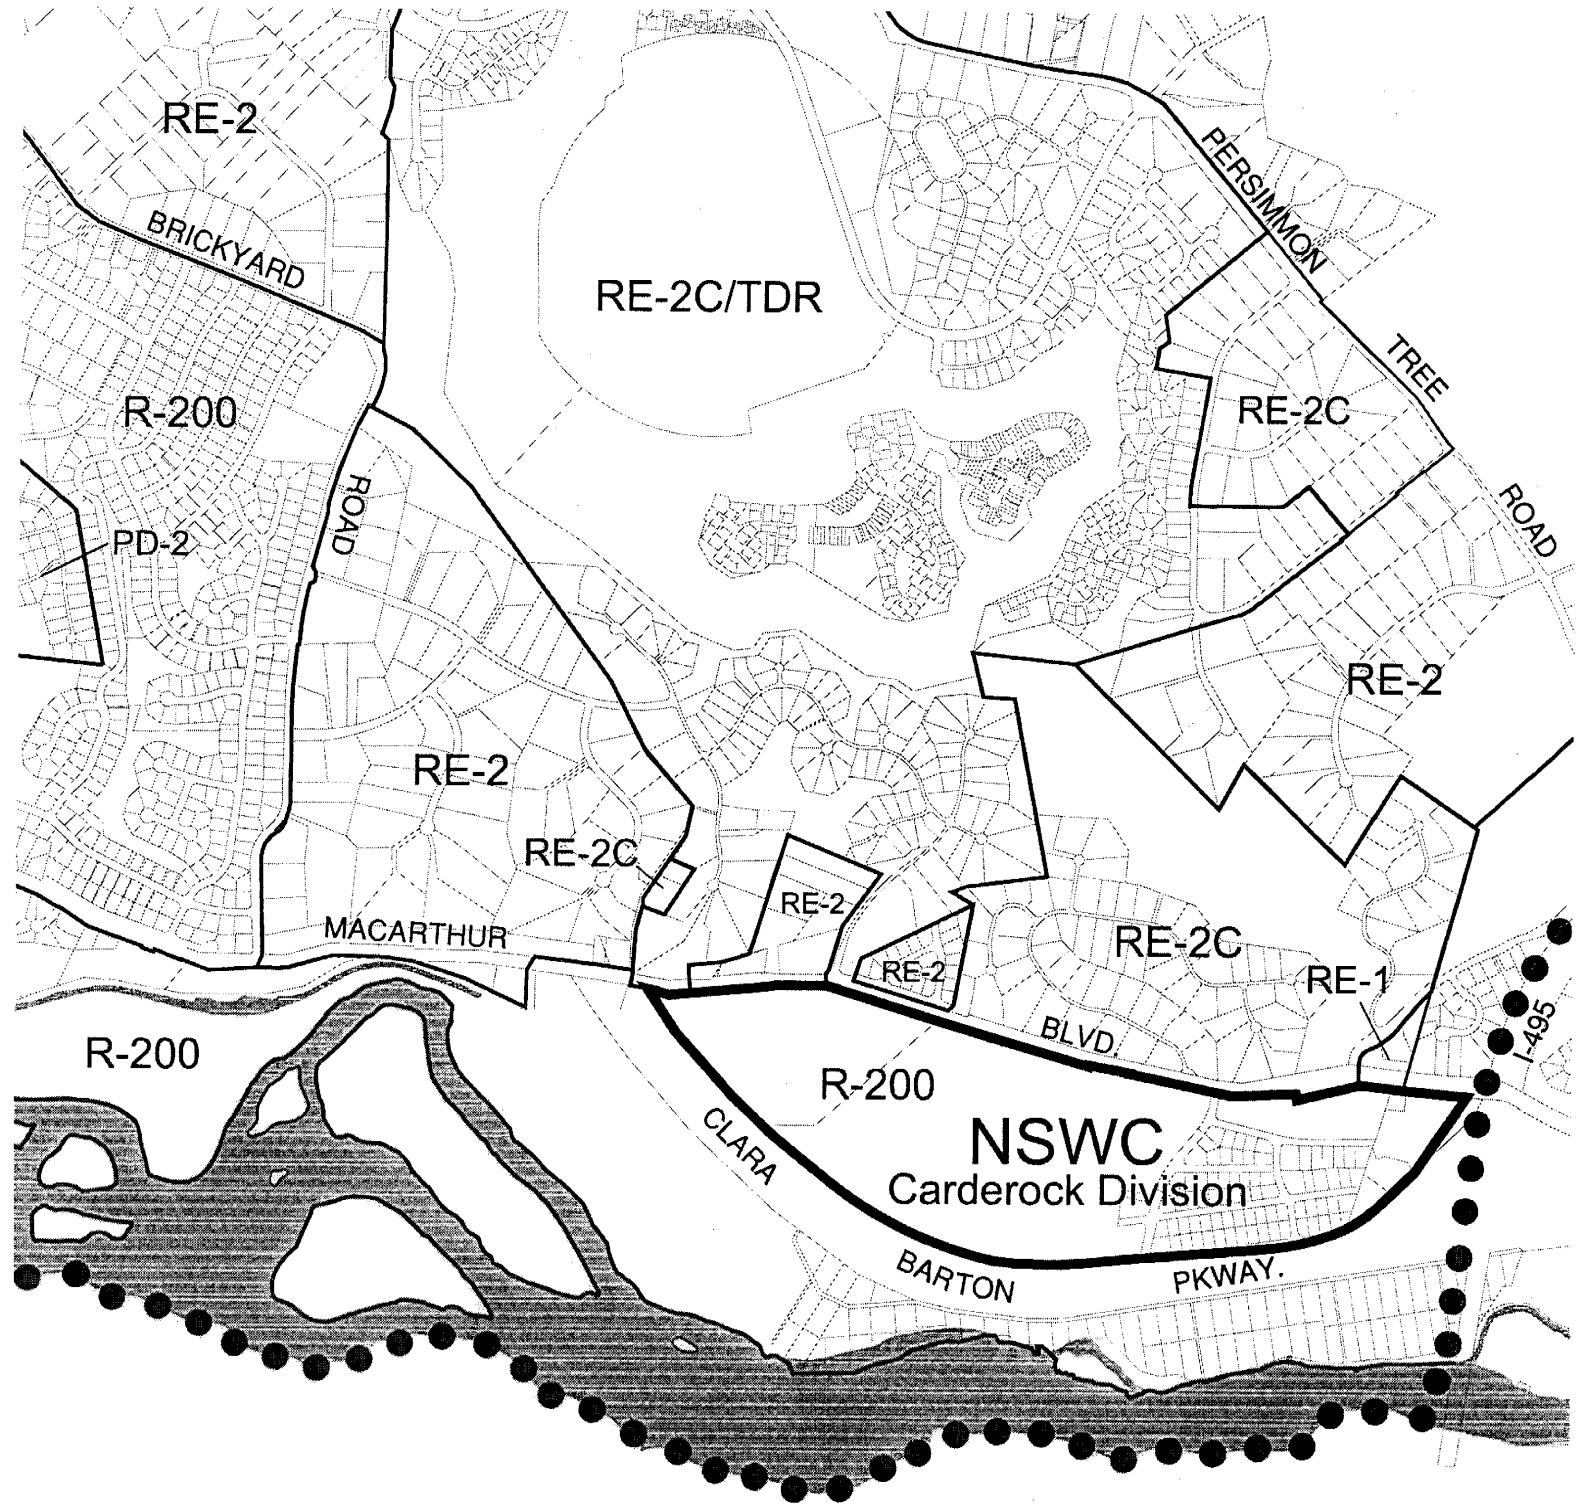 RE-2
PERSIMMON
BRICKYARD
RE-2C/TDR
TREE
R-200
RE-2C
ROAD
ROAD
PD-2
RE-2
RE-2
RE-2C
RE-2
MACARTHUR
RE-2C
RE-2
RE-1
I-495
BLVD.
R-200
R-200
CLARA
NSWC
Carderock Division
BARTON
PKWAY.